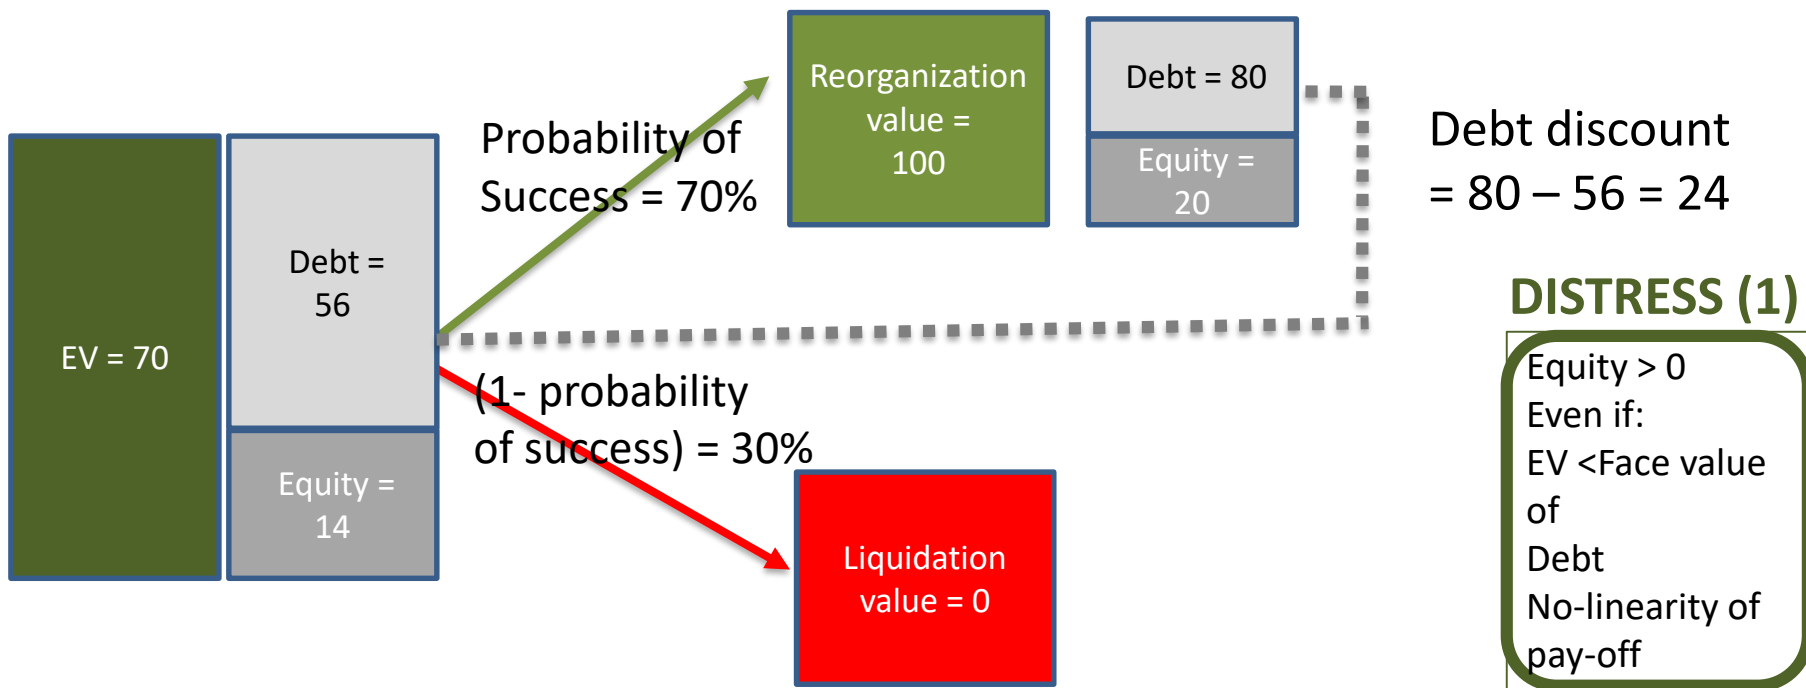 EV = 70
Debt =
56
Equity =
14
Probability of
Success = 70%
(1- probability
of success) = 30%
Reorganization
value =
100
Debt = 80
Equity =
20
Liquidation
value = 0
Debt discount
= 80 – 56 = 24
DISTRESS (1)
Equity > 0
Even if:
EV <Face value
of
Debt
No-linearity of
pay-off